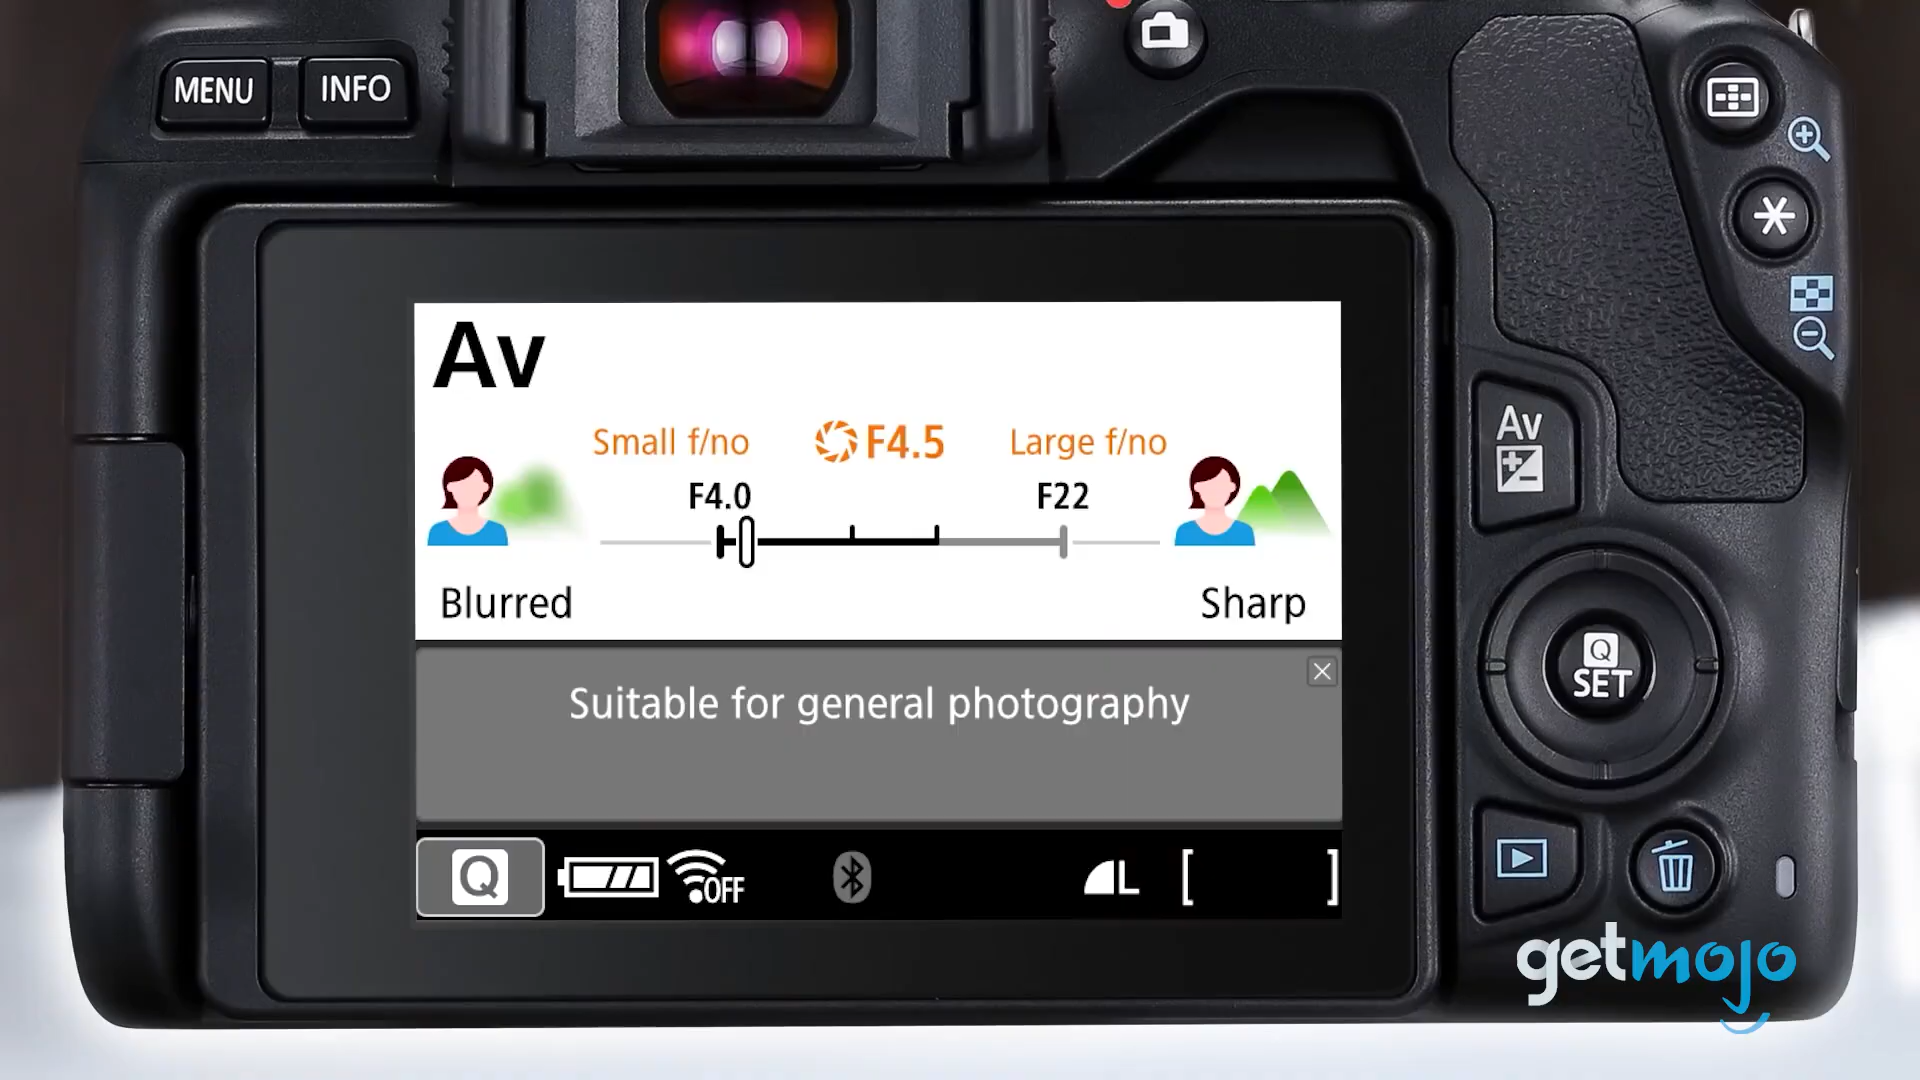 MENU
INFO
Av
Small f/no
F4.5
Large f/no
F4.0
F22
Blurred
Sharp
Suitable for general photography
Q
OFF
L
[ ]
Av
Q
SET
getmojo